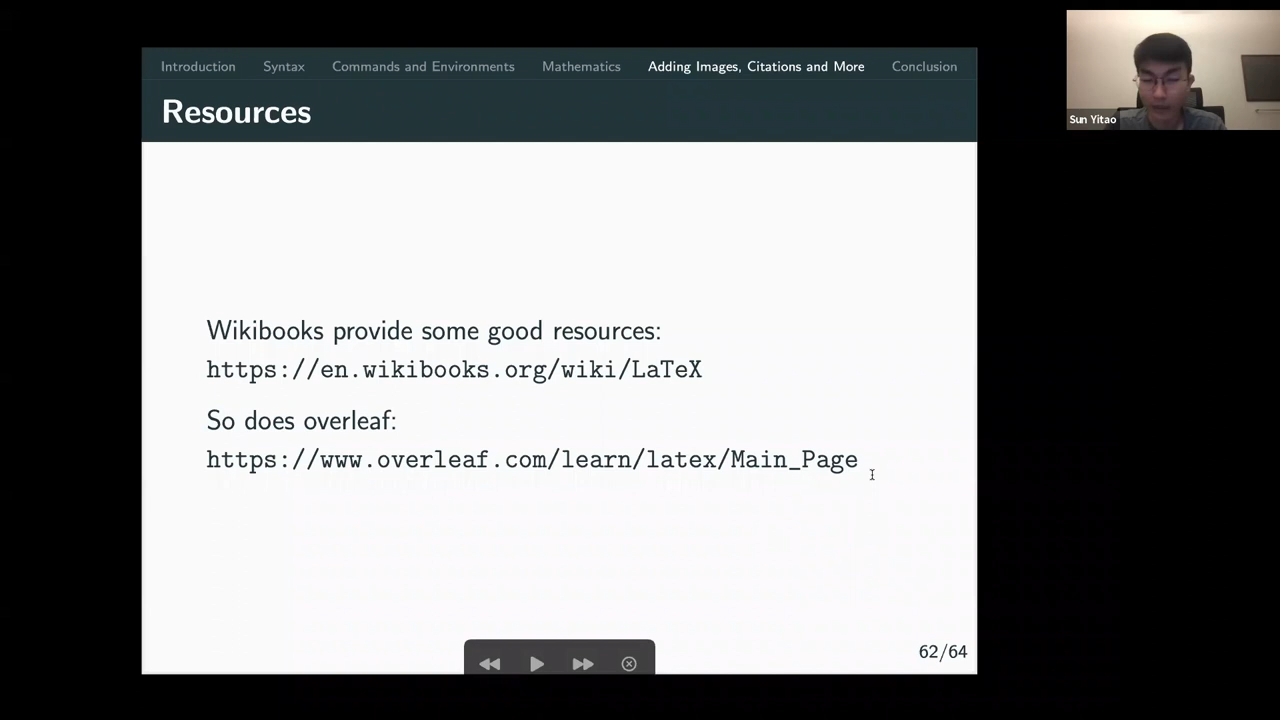 Introduction Syntax Commands and Environments Mathematics Adding Images, Citations and More Conclusion
Resources
Wikibooks provide some good resources:
https://en.wikibooks.org/wiki/LaTeX
So does overleaf:
https://www.overleaf.com/learn/latex/Main_Page
62/64
Sun Yitao